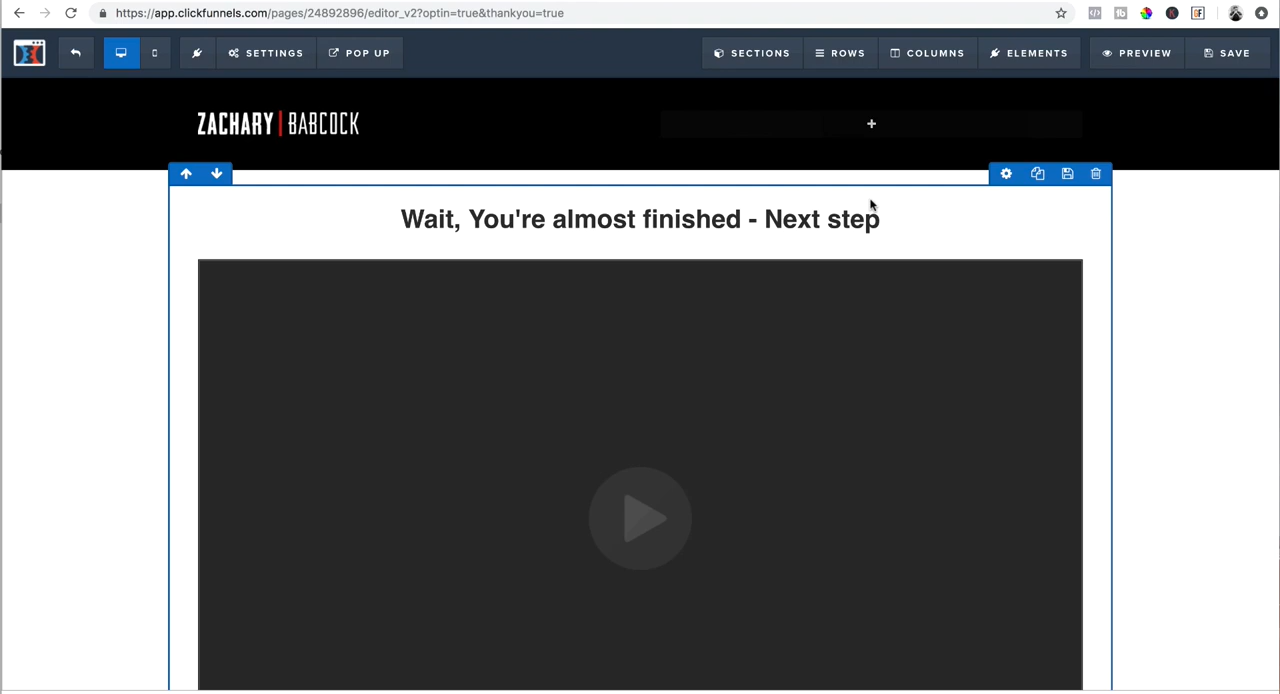 https://app.clickfunnels.com/pages/24892896/editor_v2?optin=true&thankyou=true
SETTINGS
POP UP
SECTIONS
ROWS
COLUMNS
ELEMENTS
PREVIEW
SAVE
ZACHARY | BABCOCK
Wait, You're almost finished - Next step